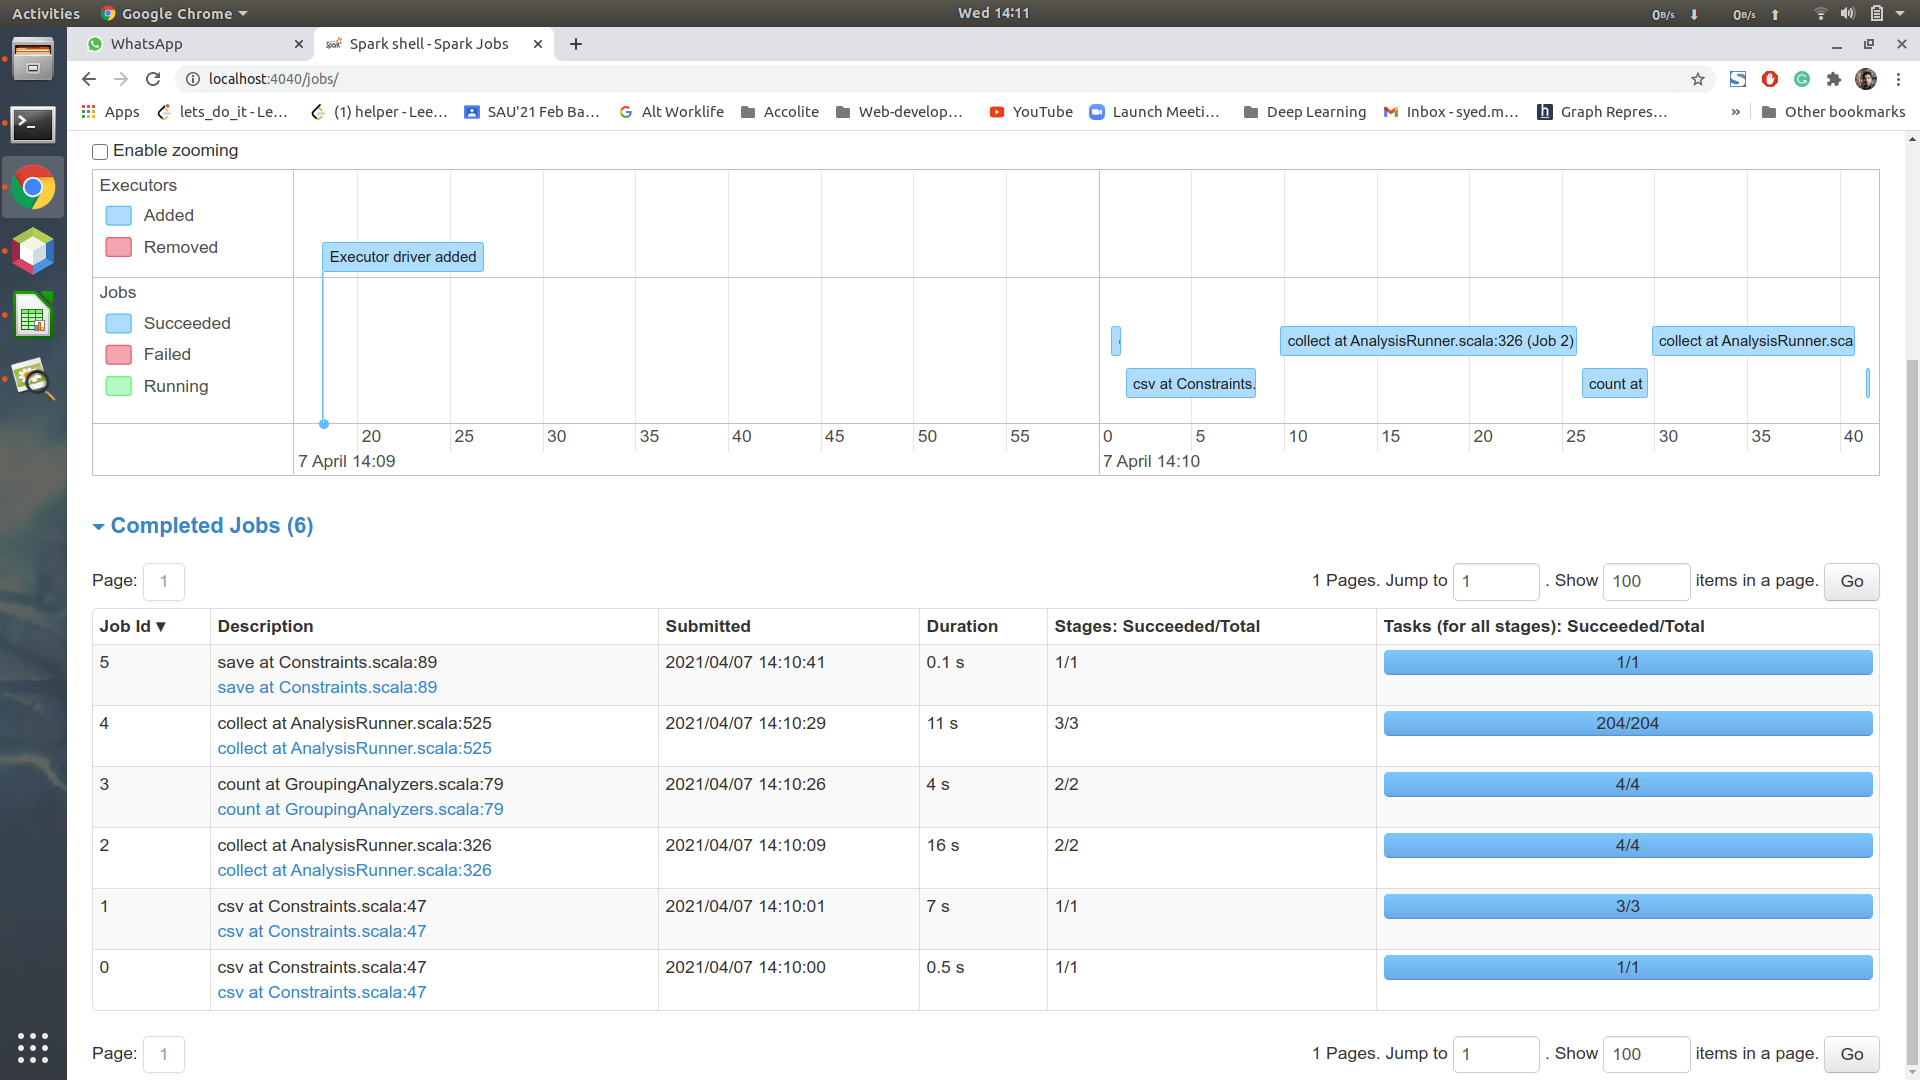 Activities
Google Chrome
Wed 14:11
0B/s
0B/s
WhatsApp
Spark shell - Spark Jobs
localhost:4040/jobs/
Apps
lets_do_it - Le...
(1) helper - Lee...
SAU'21 Feb Ba...
Alt Worklife
Accolite
Web-develop...
YouTube
Launch Meeti...
Deep Learning
Inbox - syed.m...
Graph Repres...
»
Other bookmarks
Enable zooming
Executors
Added
Removed
Executor driver added
Jobs
Succeeded
Failed
Running
collect at AnalysisRunner.scala:326 (Job 2)
collect at AnalysisRunner.sca
csv at Constraints.
count at
20 25 30 35 40 45 50 55 0 5 10 15 20 25 30 35 40
7 April 14:09
7 April 14:10
Completed Jobs (6)
Page: 1
1 Pages. Jump to 1 . Show 100 items in a page. Go
Job Id ▾ Description Submitted Duration Stages: Succeeded/Total Tasks (for all stages): Succeeded/Total
5 save at Constraints.scala:89 2021/04/07 14:10:41 0.1 s 1/1 1/1
save at Constraints.scala:89
4 collect at AnalysisRunner.scala:525 2021/04/07 14:10:29 11 s 3/3 204/204
collect at AnalysisRunner.scala:525
3 count at GroupingAnalyzers.scala:79 2021/04/07 14:10:26 4 s 2/2 4/4
count at GroupingAnalyzers.scala:79
2 collect at AnalysisRunner.scala:326 2021/04/07 14:10:09 16 s 2/2 4/4
collect at AnalysisRunner.scala:326
1 csv at Constraints.scala:47 2021/04/07 14:10:01 7 s 1/1 3/3
csv at Constraints.scala:47
0 csv at Constraints.scala:47 2021/04/07 14:10:00 0.5 s 1/1 1/1
csv at Constraints.scala:47
Page: 1
1 Pages. Jump to 1 . Show 100 items in a page. Go